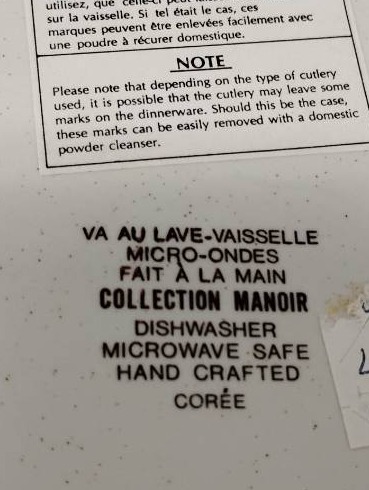 utilisez, que celle-ci
sur la vaisselle. Si tel était le cas, ces
marques peuvent être enlevées facilement avec
une poudre à récurer domestique.
NOTE
Please note that depending on the type of cutlery
used, it is possible that the cutlery may leave some
marks on the dinnerware. Should this be the case,
these marks can be easily removed with a domestic
powder cleanser.
VA AU LAVE-VAISSELLE
MICRO-ONDES
FAIT À LA MAIN
COLLECTION MANOIR
DISHWASHER
MICROWAVE SAFE
HAND CRAFTED
CORÉE